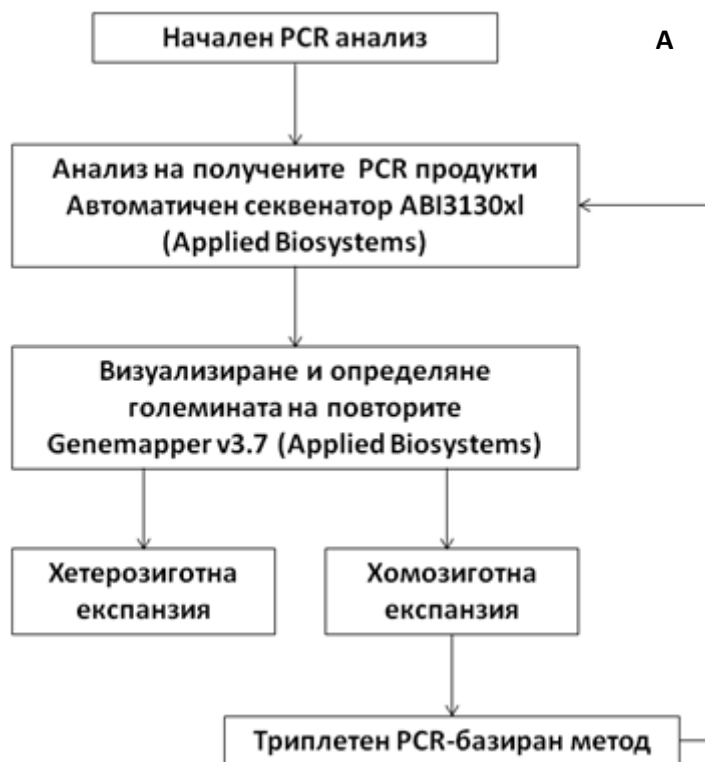 Начален PCR анализ
A
Анализ на получените PCR продукти
Автоматичен секвенатор ABI3130xl
(Applied Biosystems)
Визуализиране и определяне
големината на повторите
Genemapper v3.7 (Applied Biosystems)
Хетерозиготна
експанзия
Хомозиготна
експанзия
Триплетен PCR-базиран метод